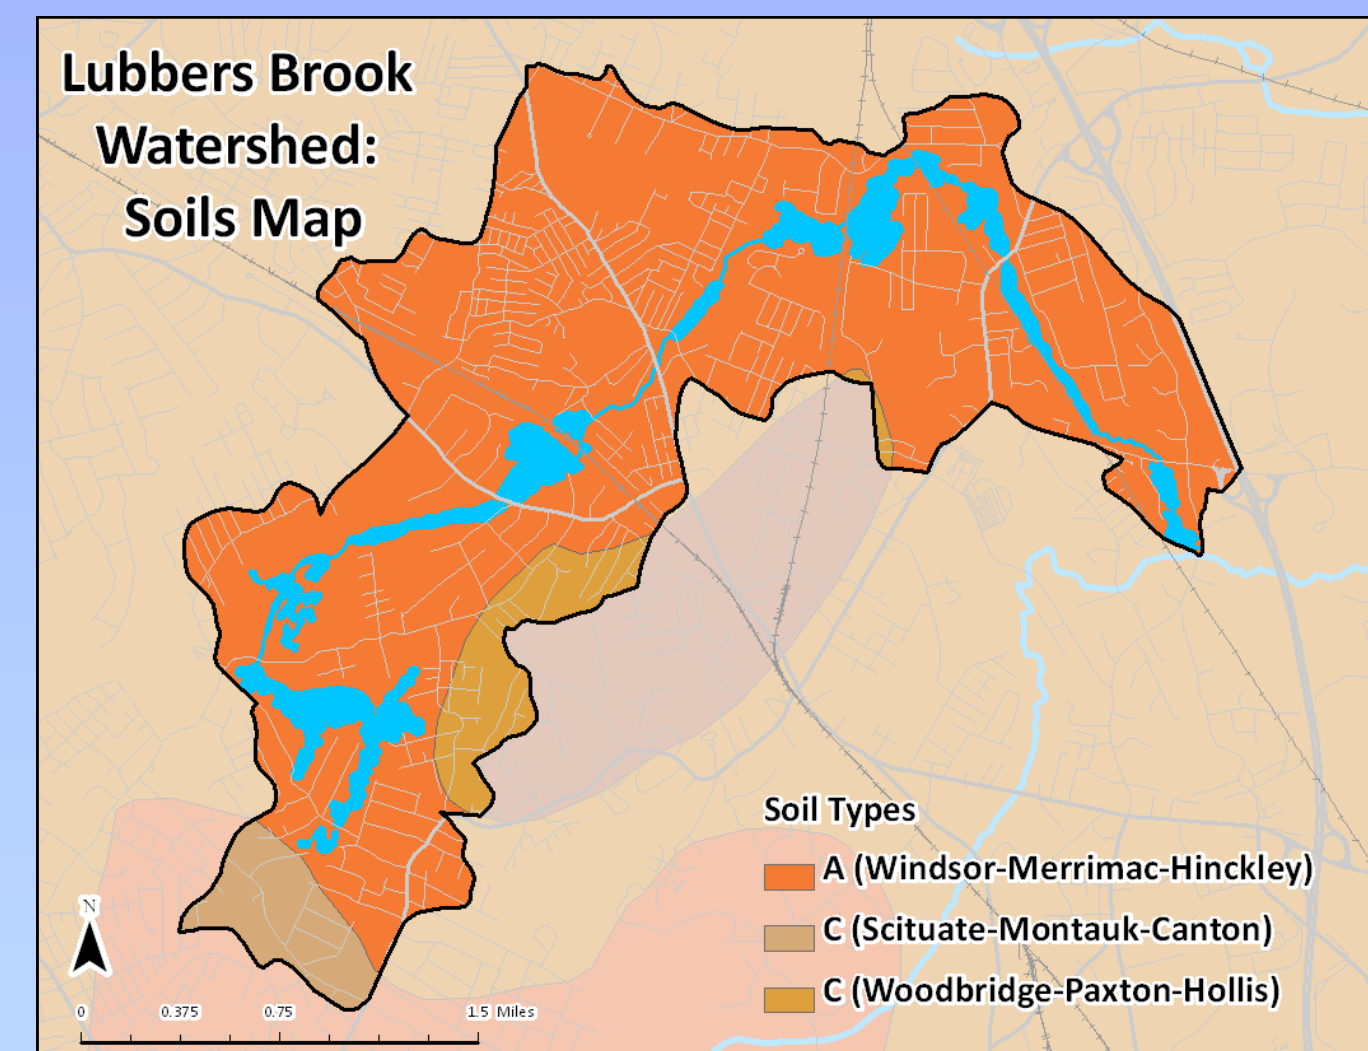 Lubbers Brook
Watershed:
Soils Map
Soil Types
A (Windsor-Merrimac-Hinckley)
C (Scituate-Montauk-Canton)
C (Woodbridge-Paxton-Hollis)
N
0 0.375 0.75 1.5 Miles